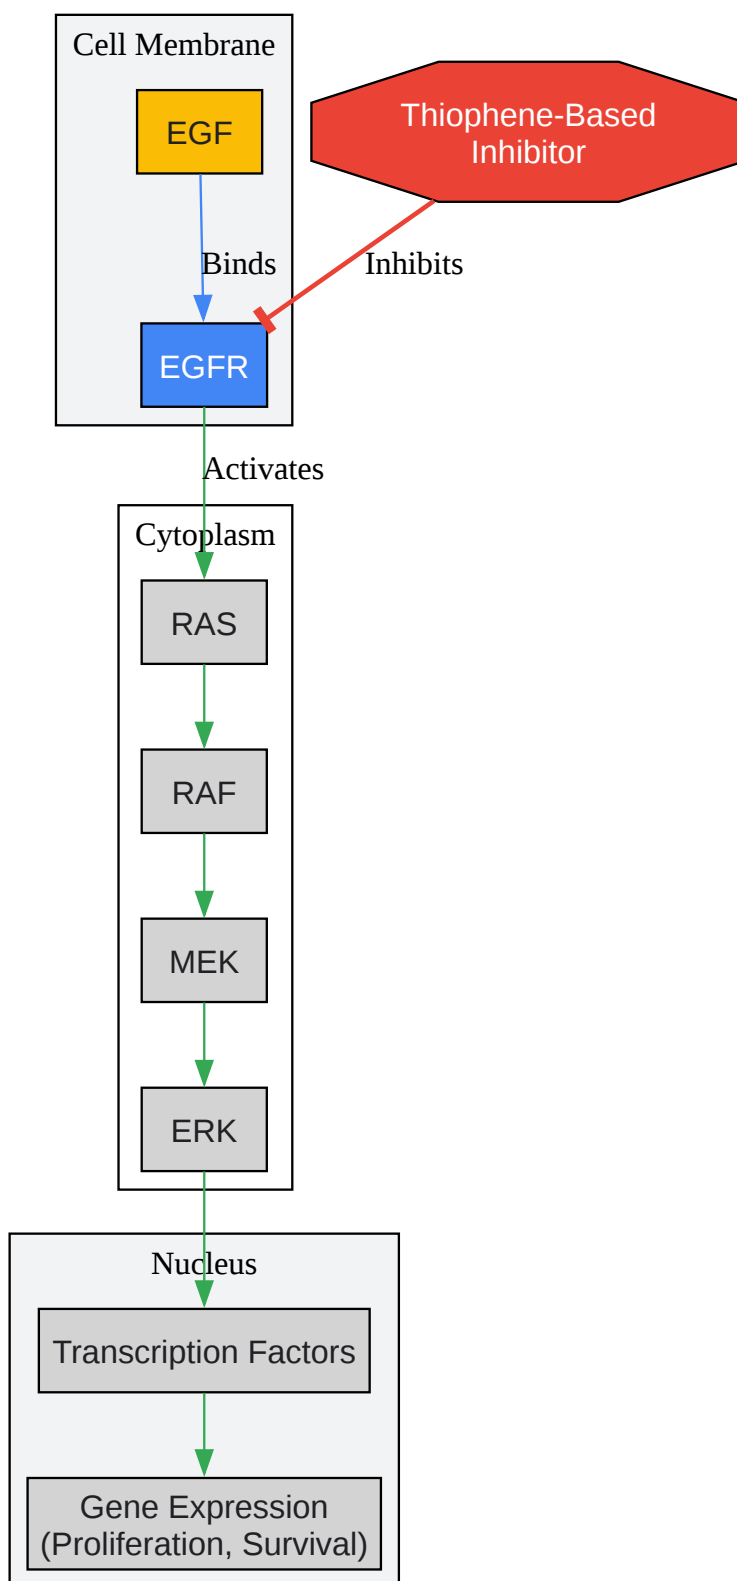 Cell Membrane
EGF
Thiophene-Based
Inhibitor
Binds
Inhibits
EGFR
Activates
Cytoplasm
RAS
RAF
MEK
ERK
Nucleus
Transcription Factors
Gene Expression
(Proliferation, Survival)